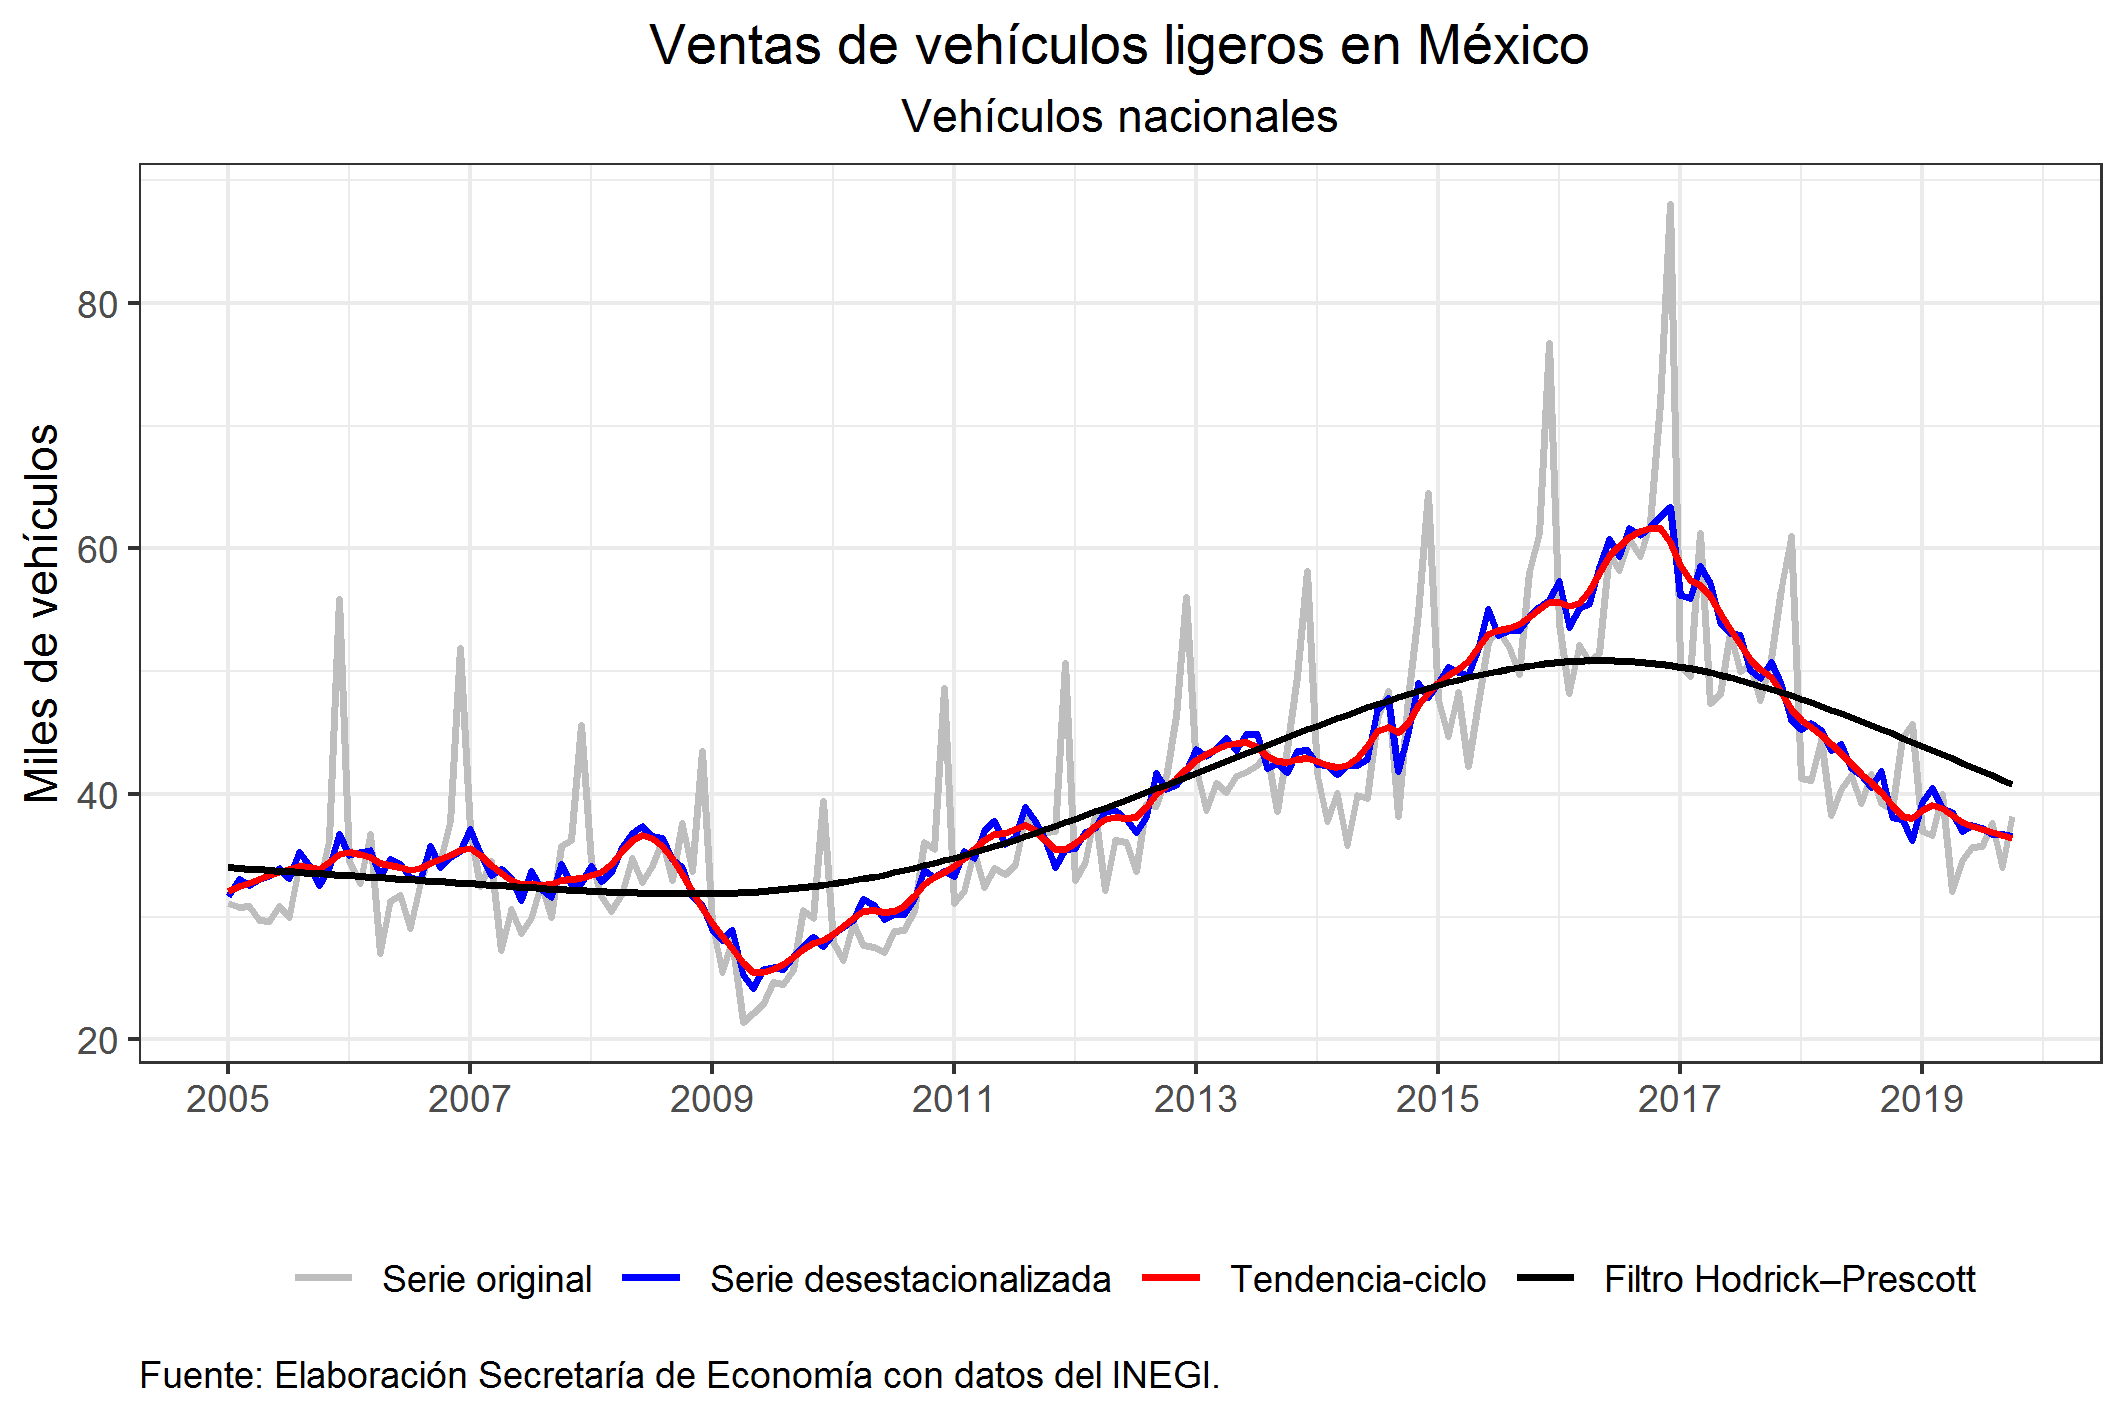 Ventas de vehículos ligeros en México
Vehículos nacionales
Miles de vehículos
80
60
40
20
2005 2007 2009 2011 2013 2015 2017 2019
Serie original Serie desestacionalizada Tendencia-ciclo Filtro Hodrick–Prescott
Fuente: Elaboración Secretaría de Economía con datos del INEGI.